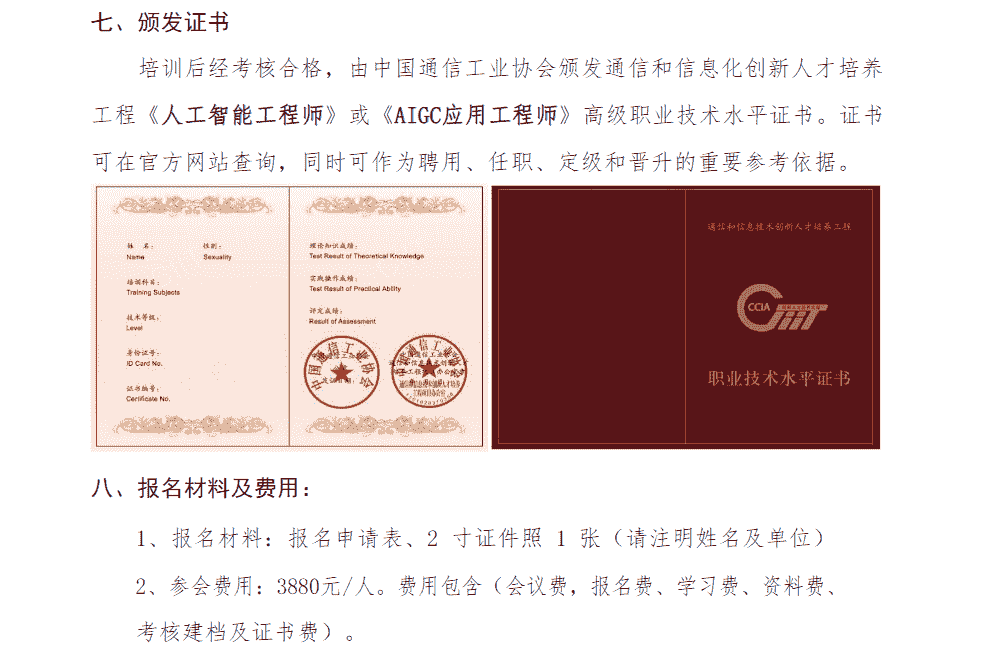 七、颁发证书
培训后经考核合格，由中国通信工业协会颁发通信和信息化创新人才培养
工程《人工智能工程师》或《AIGC应用工程师》高级职业技术水平证书。证书
可在官方网站查询，同时可作为聘用、任职、定级和晋升的重要参考依据。
姓 名：
Name
性别：
Sexuality
培训科目：
Training Subjects
技术等级：
Level
身份证号：
ID Card No.
证书编号：
Certificate No.
理论知识成绩：
Test Result of Theoretical Knowledge
实践操作成绩：
Test Result of Practical Ability
评定成绩：
Result of Assessment
中国通信工业协会
通信和信息技术创新人才培养工程
CCIA
CIIIT
职业技术水平证书
八、报名材料及费用：
1、报名材料：报名申请表、2 寸证件照 1 张（请注明姓名及单位）
2、参会费用：3880元/人。费用包含（会议费，报名费、学习费、资料费、
考核建档及证书费）。